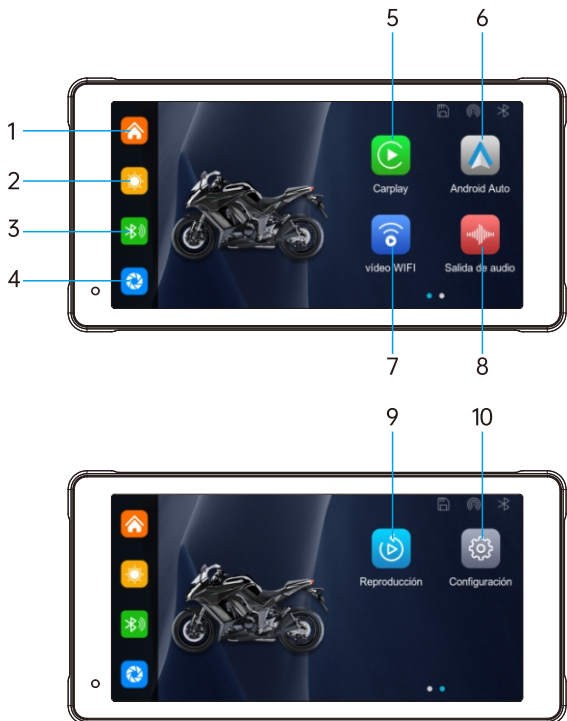 5 6
1
2
3
4
Carplay Android Auto
video WIFI Salida de audio
7 8
9 10
Reproducción Configuración